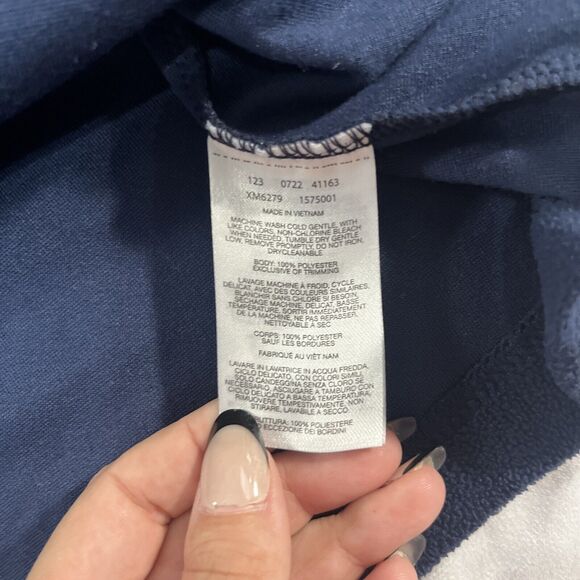 123 0722 41163
XM6279 1575001
MADE IN VIETNAM
MACHINE WASH COLD GENTLE, WITH
LIKE COLORS, NON-CHLORINE BLEACH
WHEN NEEDED, TUMBLE DRY GENTLE
LOW, REMOVE PROMPTLY, DO NOT IRON,
DRYCLEANABLE
BODY: 100% POLYESTER
EXCLUSIVE OF TRIMMING
LAVAGE MACHINE À FROID, CYCLE
DELICAT, AVEC DES COULEURS SIMILAIRES,
BLANCHIR SANS CHLORE SI BESOIN,
SÉCHAGE MACHINE, DELICAT, BASSE
TEMPÉRATURE, SORTIR IMMÉDIATEMENT
DE LA MACHINE, NE PAS REPASSER,
NETTOYABLE A SEC
CORPS: 100% POLYESTER
SAUF LES BORDURES
FABRIQUÉ AU VIÊT NAM
LAVARE IN LAVATRICE IN ACQUA FREDDA,
CICLO DELICATO, CON COLORI SIMILI,
SOLO CANDEGGINA SENZA CLORO SE
NECESSARIO, ASCIUGARE A TAMBURO CON
CICLO DELICATO A BASSA TEMPERATURA,
RIMUOVERE TEMPESTIVAMENTE, NON
STIRARE, LAVABILE A SECCO.
RUTTURA: 100% POLIESTERE
ECCEZIONE DEI BORDINI